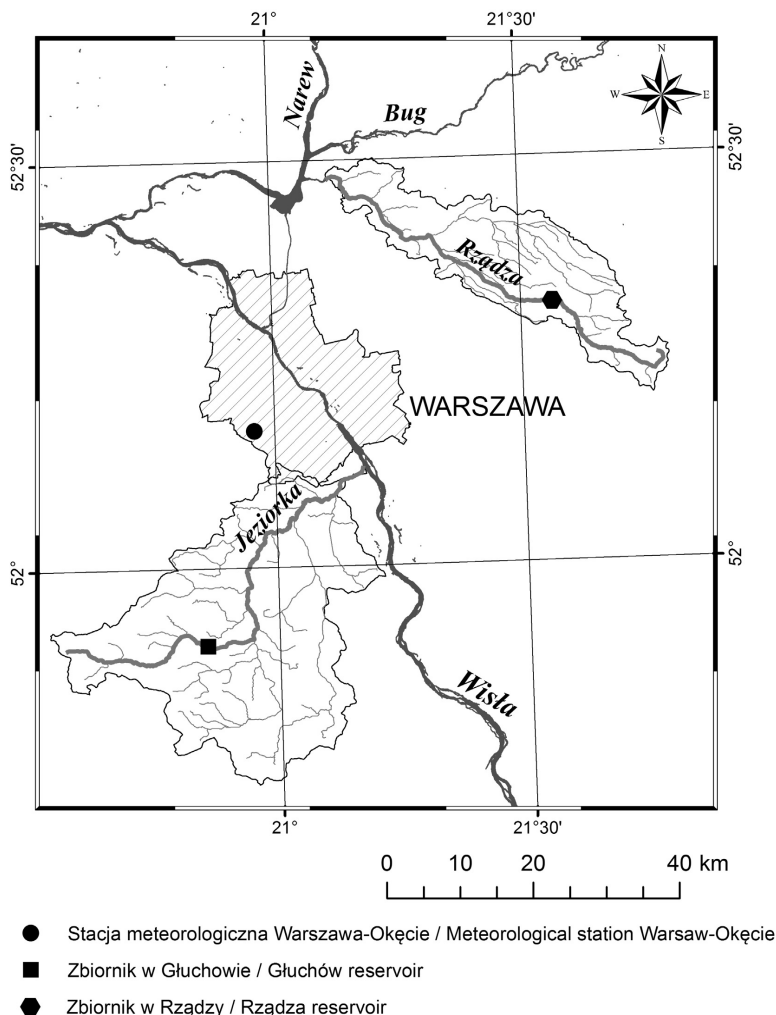 21° 21°30'
N
W E
S
Narew
Bug
52°30' 52°30'
Rządza
WARSZAWA
Jeziorka
52° 52°
Wisła
21° 21°30'
0 10 20 40 km
Stacja meteorologiczna Warszawa-Okęcie / Meteorological station Warsaw-Okęcie
Zbiornik w Głuchowie / Głuchów reservoir
Zbiornik w Rządzy / Rządza reservoir